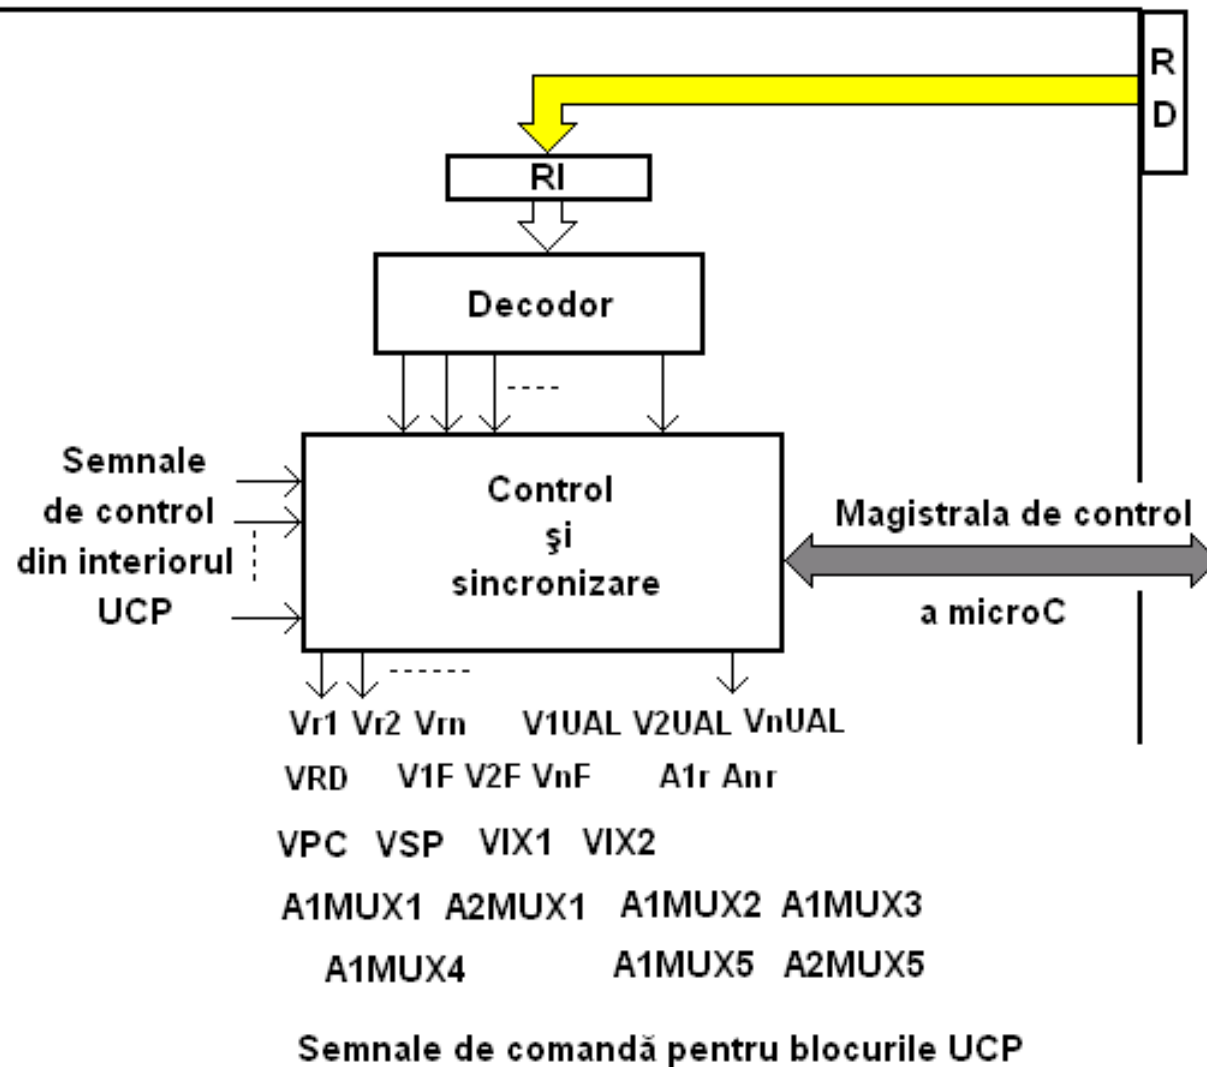 R
D
RI
Decodor
Semnale
de control
din interiorul
UCP
Control
şi
sincronizare
Magistrala de control
a microC
Vr1 Vr2 Vrn V1UAL V2UAL VnUAL
VRD V1F V2F VnF A1r Anr
VPC VSP VIX1 VIX2
A1MUX1 A2MUX1 A1MUX2 A1MUX3
A1MUX4 A1MUX5 A2MUX5
Semnale de comandă pentru blocurile UCP